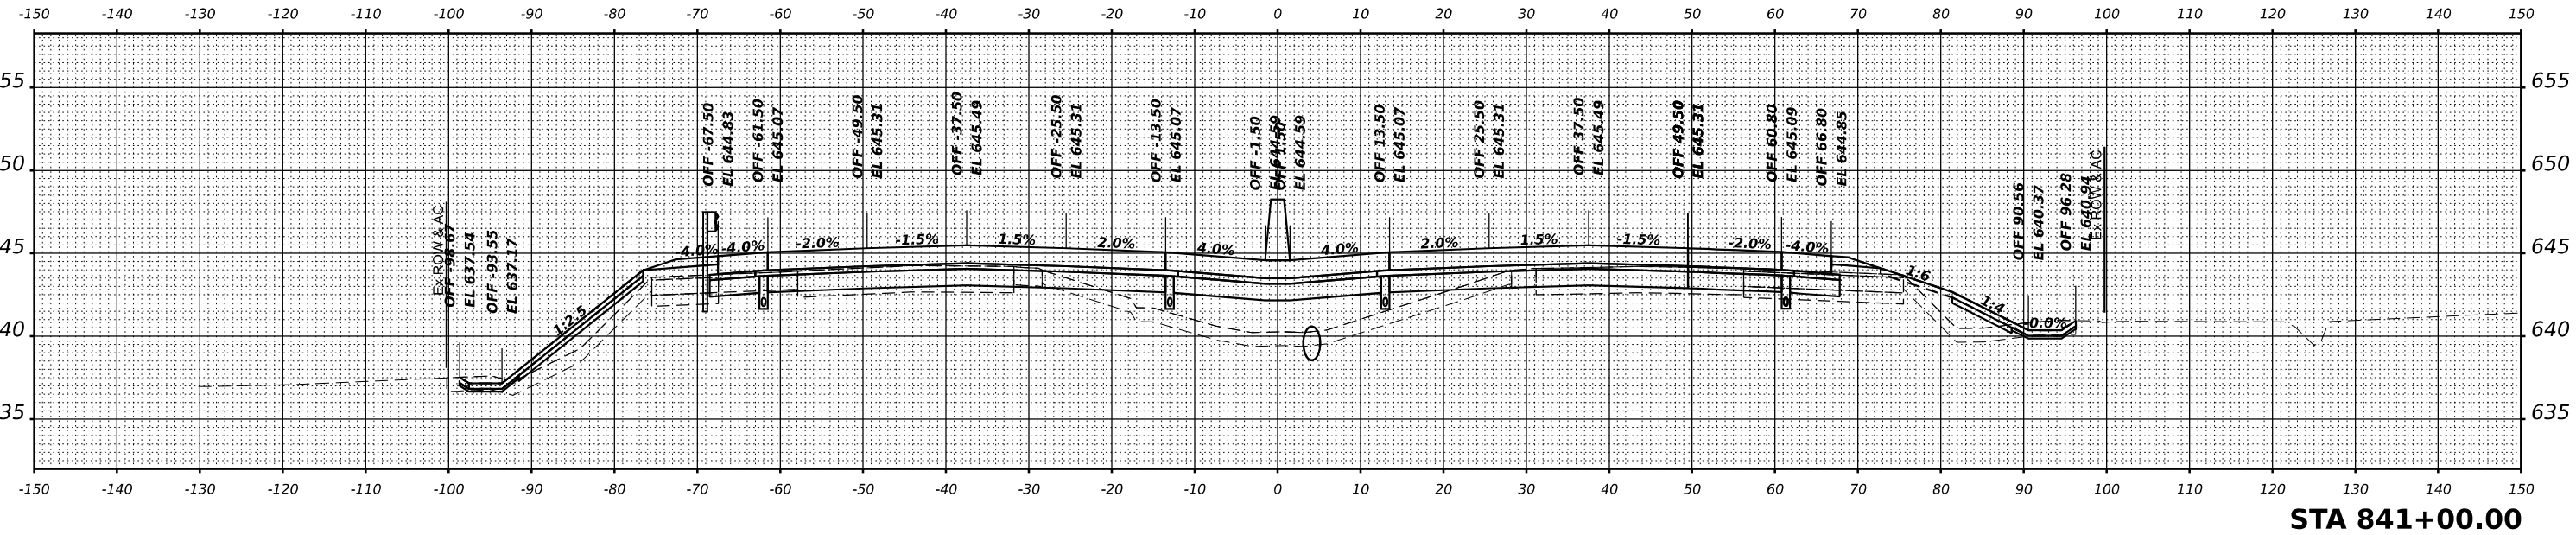 -150 -140 -130 -120 -110 -100 -90 -80 -70 -60 -50 -40 -30 -20 -10 0 10 20 30 40 50 60 70 80 90 100 110 120 130 140 150
55 655
50 650
45 645
40 640
35 635
Ex ROW & AC
OFF -98.67
EL 637.54
OFF -93.55
EL 637.17
OFF -67.50
EL 644.83
OFF -61.50
EL 645.07
OFF -49.50
EL 645.31
OFF -37.50
EL 645.49
OFF -25.50
EL 645.31
OFF -13.50
EL 645.07
OFF -1.50
EL 644.59
OFF 1.50
EL 644.59
OFF 13.50
EL 645.07
OFF 25.50
EL 645.31
OFF 37.50
EL 645.49
OFF 49.50
EL 645.31
OFF 60.80
EL 645.09
OFF 66.80
EL 644.85
OFF 90.56
EL 640.37
OFF 96.28
EL 640.94
Ex ROW & AC
1:2.5 -4.0% -4.0% -2.0% -1.5% 1.5% 2.0% 4.0% 4.0% 2.0% 1.5% -1.5% -2.0% -4.0% 1:6 1:4 0.0%
-150 -140 -130 -120 -110 -100 -90 -80 -70 -60 -50 -40 -30 -20 -10 0 10 20 30 40 50 60 70 80 90 100 110 120 130 140 150
STA 841+00.00